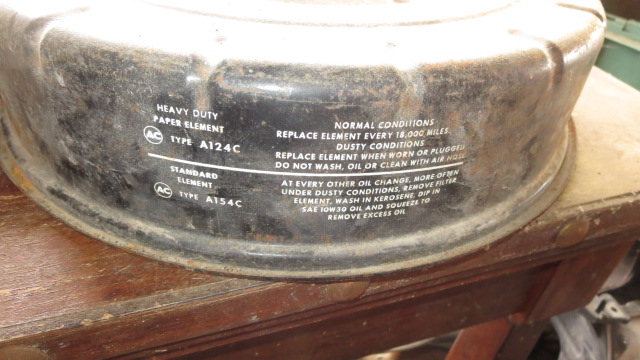 HEAVY DUTY
PAPER ELEMENT
AC TYPE A124C
NORMAL CONDITIONS
REPLACE ELEMENT EVERY 18,000 MILES.
DUSTY CONDITIONS
REPLACE ELEMENT WHEN WORN OR PLUGGED
DO NOT WASH, OIL OR CLEAN WITH AIR HOSE
STANDARD
ELEMENT
AC TYPE A154C
AT EVERY OTHER OIL CHANGE, MORE OFTEN
UNDER DUSTY CONDITIONS, REMOVE FILTER
ELEMENT, WASH IN KEROSENE, DIP IN
SAE 10W30 OIL AND SQUEEZE TO
REMOVE EXCESS OIL